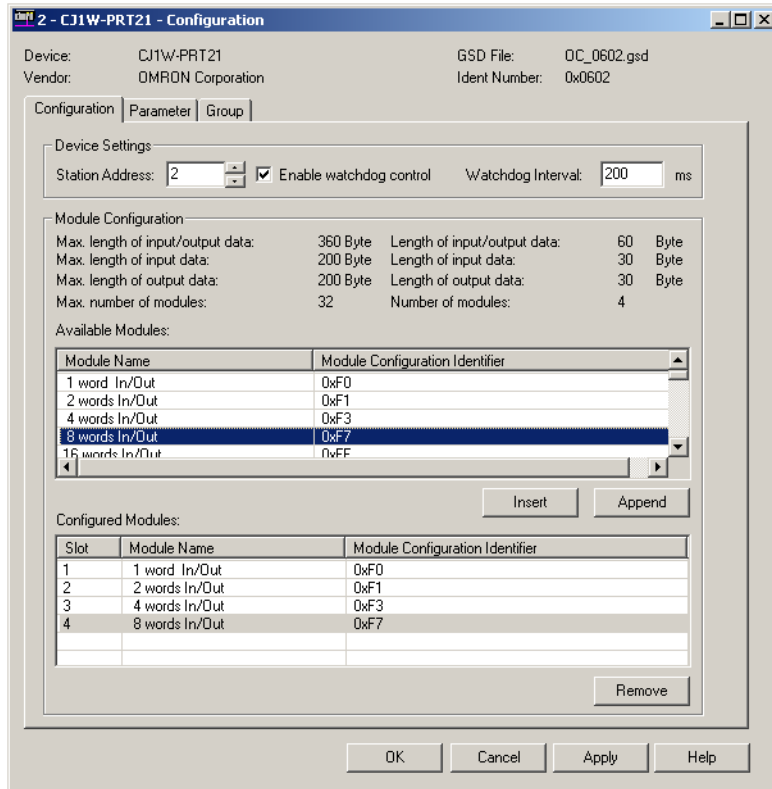 2 - CJ1W-PRT21 - Configuration
Device: CJ1W-PRT21 GSD File: OC_0602.gsd
Vendor: OMRON Corporation Ident Number: 0x0602
Configuration Parameter Group
Device Settings
Station Address: 2 Enable watchdog control Watchdog Interval: 200 ms
Module Configuration
Max. length of input/output data: 360 Byte Length of input/output data: 60 Byte
Max. length of input data: 200 Byte Length of input data: 30 Byte
Max. length of output data: 200 Byte Length of output data: 30 Byte
Max. number of modules: 32 Number of modules: 4
Available Modules:
Module Name Module Configuration Identifier
1 word In/Out 0xF0
2 words In/Out 0xF1
4 words In/Out 0xF3
8 words In/Out 0xF7
16 words In/Out 0xFF
Insert Append
Configured Modules:
Slot Module Name Module Configuration Identifier
1 1 word In/Out 0xF0
2 2 words In/Out 0xF1
3 4 words In/Out 0xF3
4 8 words In/Out 0xF7
Remove
OK Cancel Apply Help